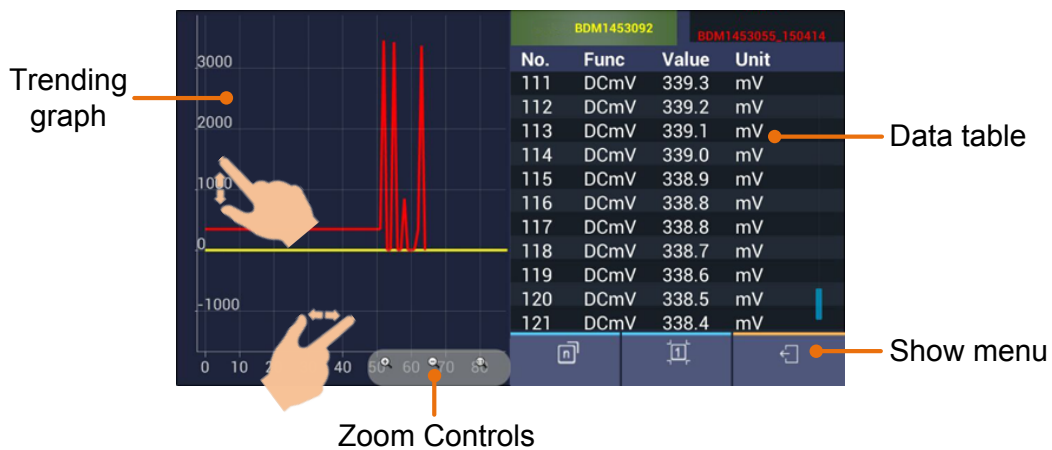 BDM1453092
BDM1453055_150414
No. Func Value Unit
111 DCmV 339.3 mV
112 DCmV 339.2 mV
113 DCmV 339.1 mV
114 DCmV 339.0 mV
115 DCmV 338.9 mV
116 DCmV 338.8 mV
117 DCmV 338.8 mV
118 DCmV 338.7 mV
119 DCmV 338.6 mV
120 DCmV 338.5 mV
121 DCmV 338.4 mV
3000
2000
1000
0
-1000
0 10 40 50 60 70 80
n
1
Trending
graph
Data table
Show menu
Zoom Controls